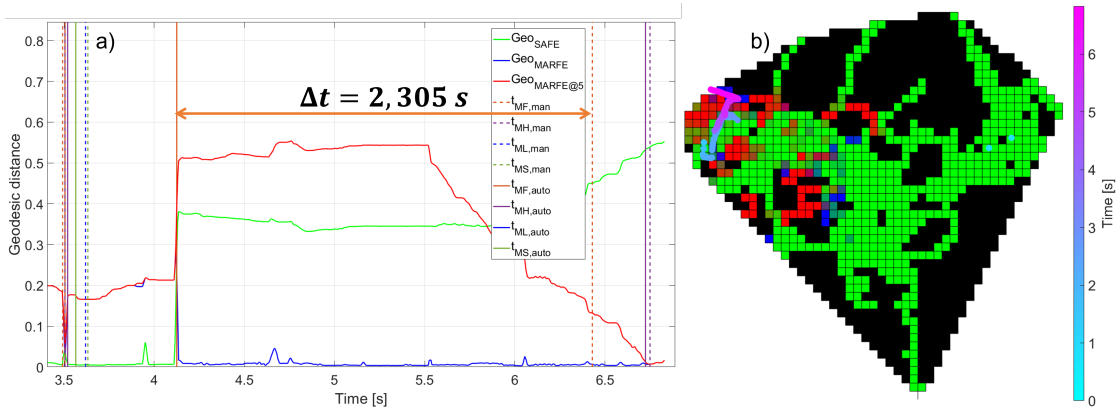 a)
0.8
0.7
0.6
0.5
0.4
0.3
0.2
0.1
0
Geodesic distance
3.5
4
4.5
5
5.5
6
6.5
Time [s]
Δt = 2,305 s
Geo_SAFE
Geo_MARFE
Geo_MARFE@5
t_MF,man
t_MH,man
t_ML,man
t_MS,man
t_MF,auto
t_MH,auto
t_ML,auto
t_MS,auto
b)
6
5
4
3
2
1
0
Time [s]